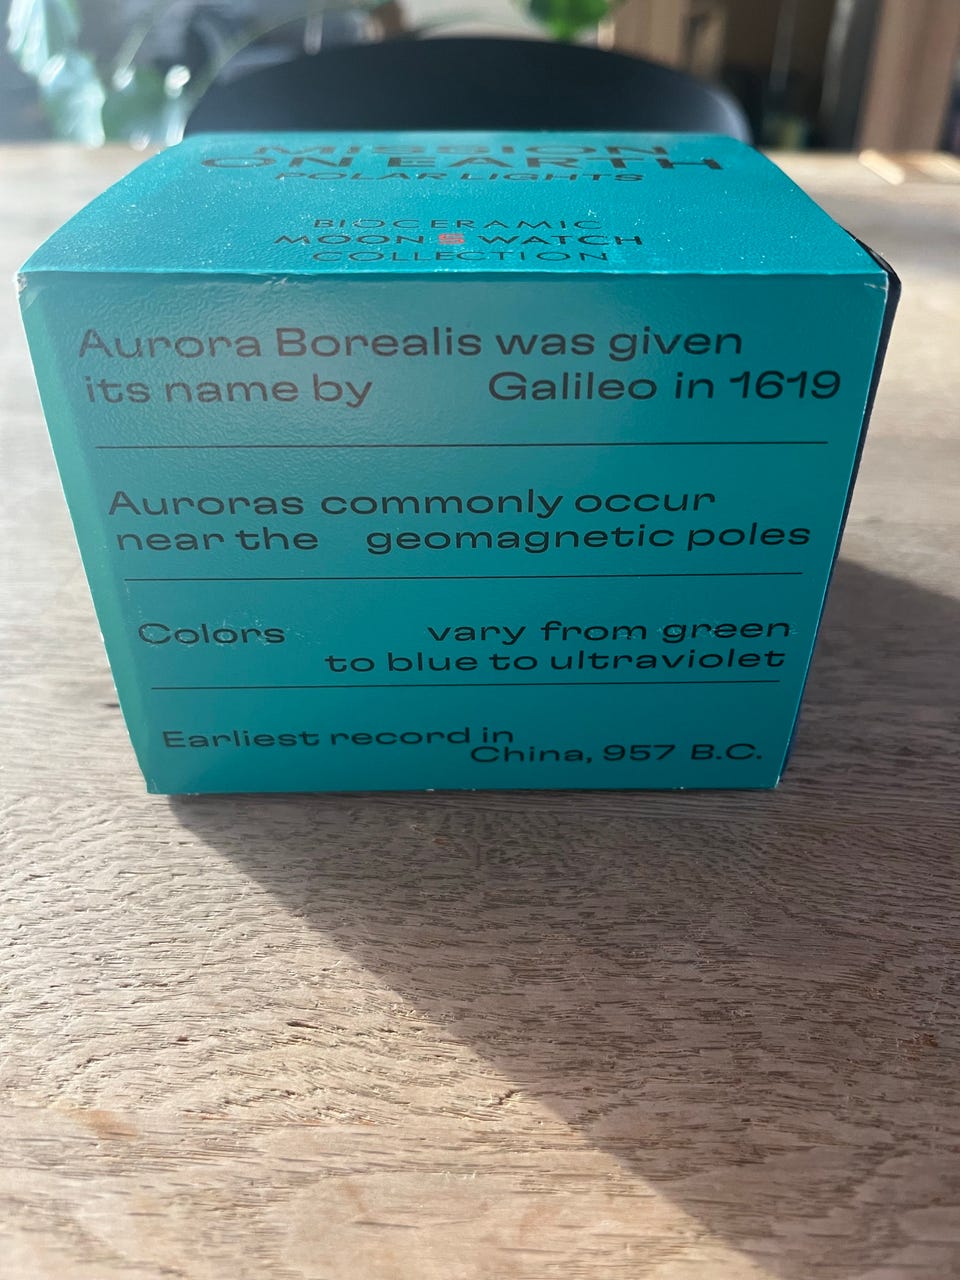 MISSION
ON EARTH
POLAR LIGHTS
BIOCERAMIC
MOON S WATCH
COLLECTION
Aurora Borealis was given
its name by Galileo in 1619
Auroras commonly occur
near the geomagnetic poles
Colors vary from green
to blue to ultraviolet
Earliest record in
China, 957 B.C.